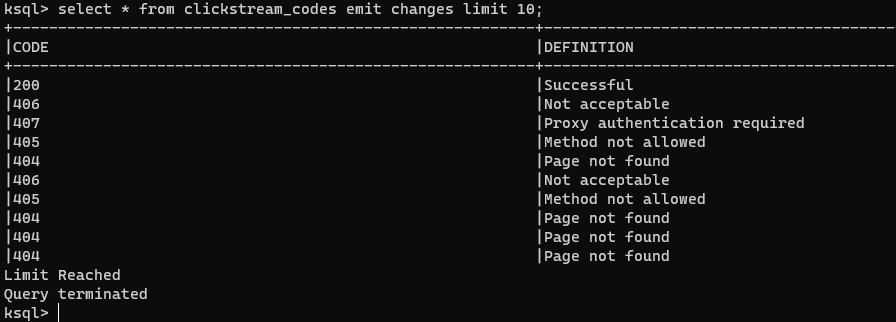 ksql> select * from clickstream_codes emit changes limit 10;
+----------------------------------------------------------+----------------------------------------
|CODE |DEFINITION
+----------------------------------------------------------+----------------------------------------
|200 |Successful
|406 |Not acceptable
|407 |Proxy authentication required
|405 |Method not allowed
|404 |Page not found
|406 |Not acceptable
|405 |Method not allowed
|404 |Page not found
|404 |Page not found
|404 |Page not found
Limit Reached
Query terminated
ksql>